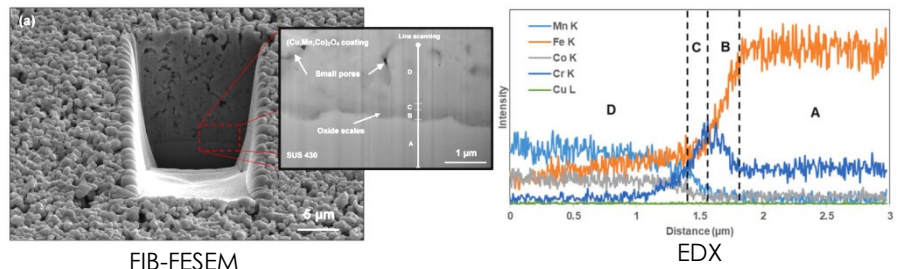 (a)
5 μm
FIB-FESEM
Line scanning
(Cu,Mn,Co)₃O₄ coating
Small pores
D
C
B
Oxide scales
A
SUS 430
1 μm
Mn K
Fe K
Co K
Cr K
Cu L
C
B
D
A
Intensity
0
0.5
1
1.5
2
2.5
3
Distance (μm)
EDX